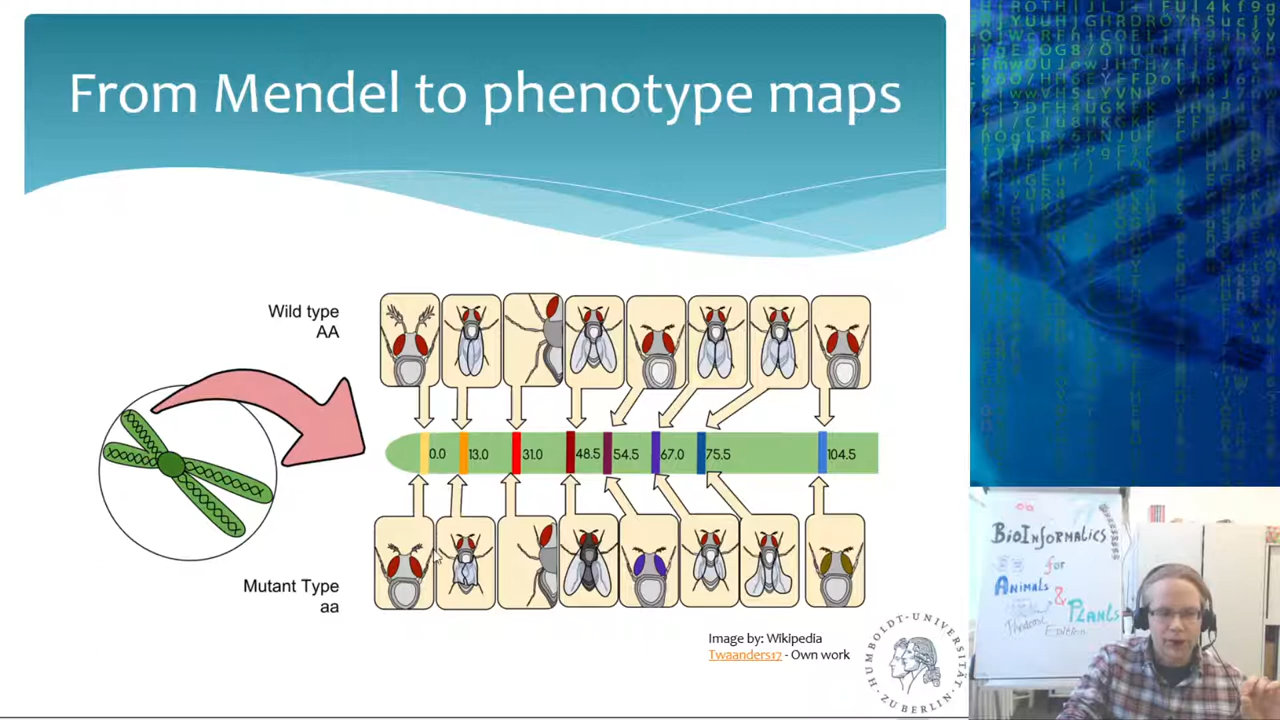 From Mendel to phenotype maps
Wild type
AA
0.0 13.0 31.0 48.5 54.5 67.0 75.5 104.5
Mutant Type
aa
Image by: Wikipedia
Twaanders17 - Own work
HUMBOLDT-UNIVERSITÄT
ZU BERLIN
BioInformatics
for
Animals
&
Plants
Edition